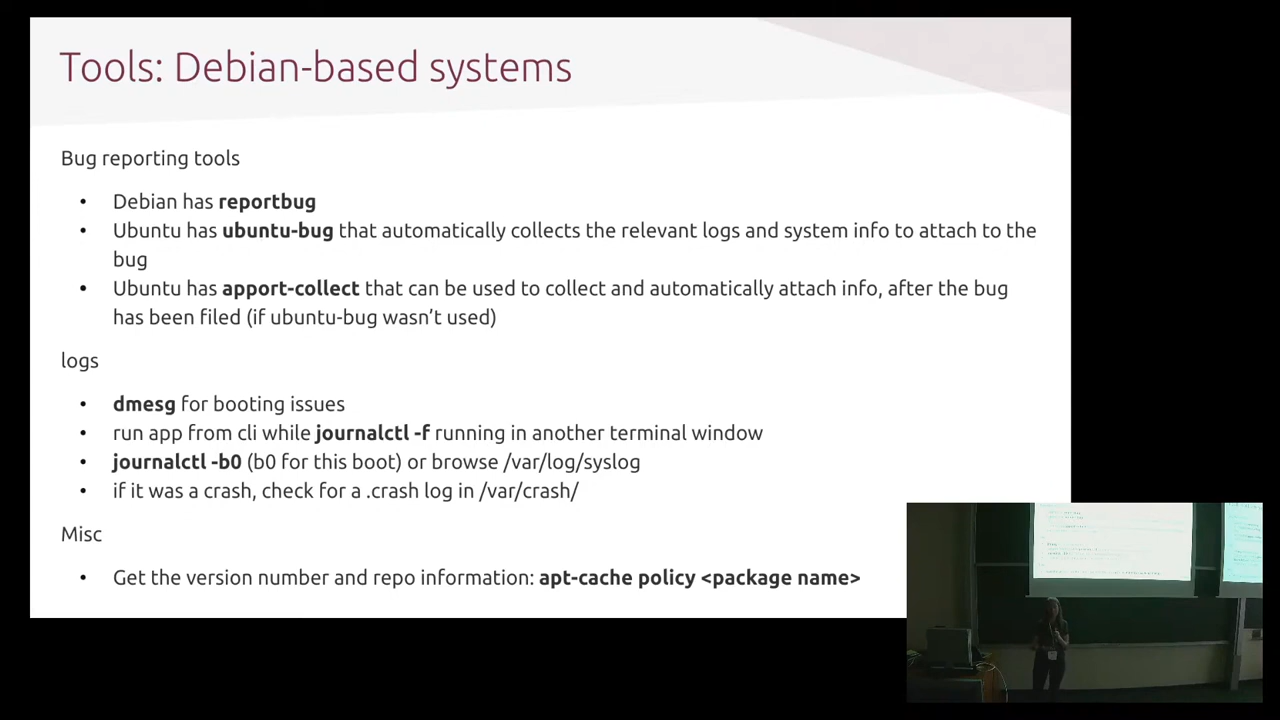 Tools: Debian-based systems
Bug reporting tools
• Debian has reportbug
• Ubuntu has ubuntu-bug that automatically collects the relevant logs and system info to attach to the
bug
• Ubuntu has apport-collect that can be used to collect and automatically attach info, after the bug
has been filed (if ubuntu-bug wasn't used)
logs
• dmesg for booting issues
• run app from cli while journalctl -f running in another terminal window
• journalctl -b0 (b0 for this boot) or browse /var/log/syslog
• if it was a crash, check for a .crash log in /var/crash/
Misc
• Get the version number and repo information: apt-cache policy <package name>